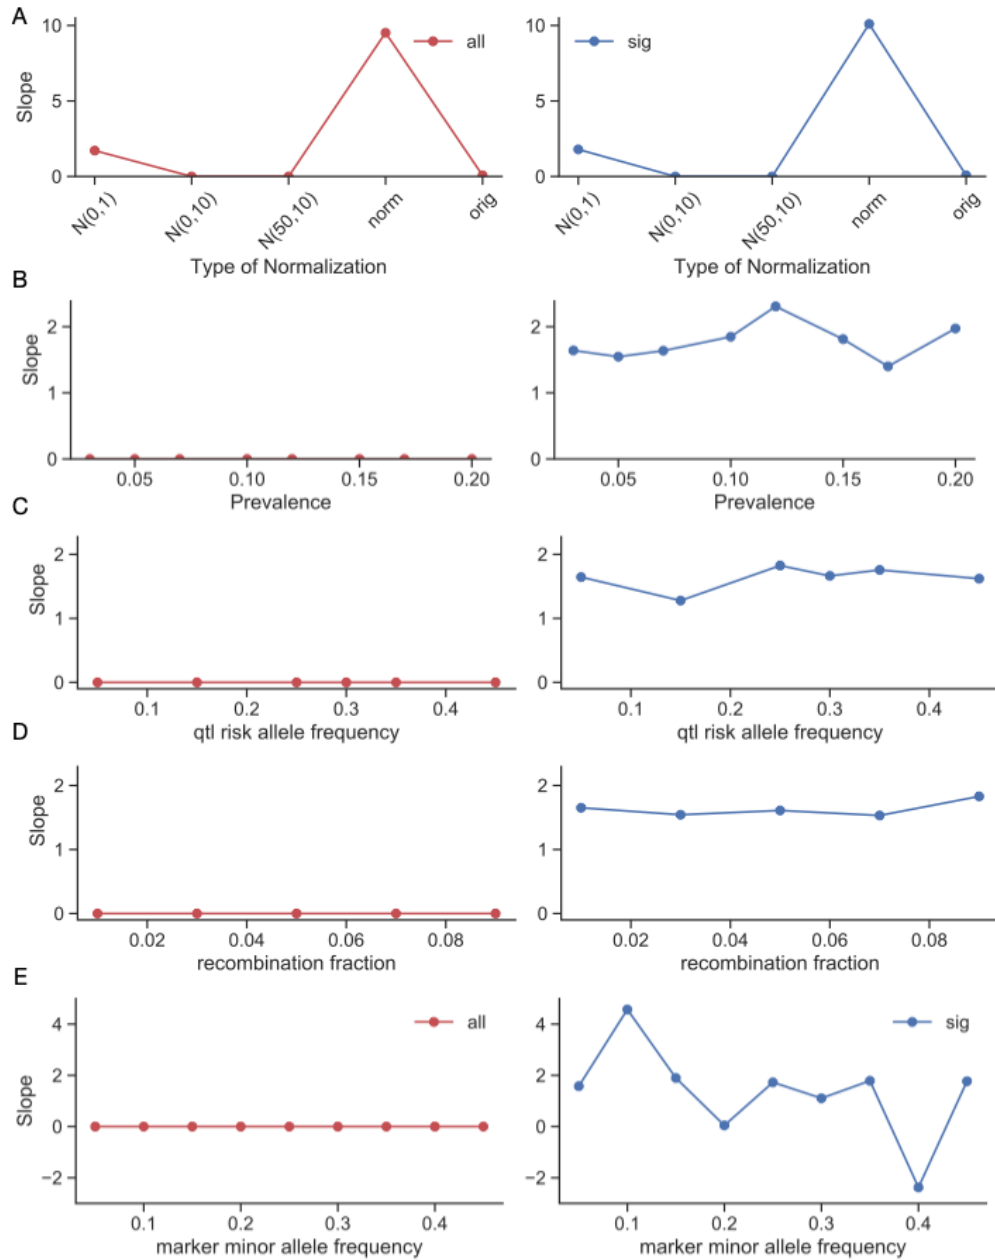 A
Slope
10
5
0
all
N(0,1)
N(0,10)
N(50,10)
norm
orig
Type of Normalization
10
5
0
sig
N(0,1)
N(0,10)
N(50,10)
norm
orig
Type of Normalization
B
Slope
2
1
0
0.05 0.10 0.15 0.20
Prevalence
2
1
0
0.05 0.10 0.15 0.20
Prevalence
C
Slope
2
1
0
0.1 0.2 0.3 0.4
qtl risk allele frequency
2
1
0
0.1 0.2 0.3 0.4
qtl risk allele frequency
D
Slope
2
1
0
0.02 0.04 0.06 0.08
recombination fraction
2
1
0
0.02 0.04 0.06 0.08
recombination fraction
E
Slope
4
2
0
−2
all
0.1 0.2 0.3 0.4
marker minor allele frequency
4
2
0
−2
sig
0.1 0.2 0.3 0.4
marker minor allele frequency